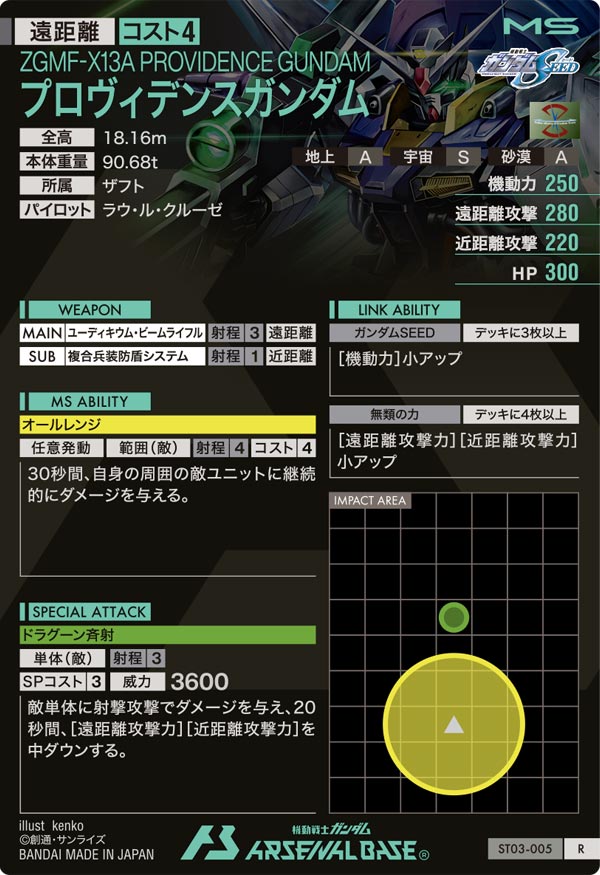 遠距離 コスト4
MS
ZGMF-X13A PROVIDENCE GUNDAM
プロヴィデンスガンダム
機動戦士
ガンダムSEED
全高 18.16m
本体重量 90.68t
所属 ザフト
パイロット ラウ・ル・クルーゼ
地上 A 宇宙 S 砂漠 A
機動力 250
遠距離攻撃 280
近距離攻撃 220
HP 300
WEAPON
MAIN ユーディキウム・ビームライフル 射程 3 遠距離
SUB 複合兵装防盾システム 射程 1 近距離
MS ABILITY
オールレンジ
任意発動 範囲(敵) 射程 4 コスト 4
30秒間、自身の周囲の敵ユニットに継続
的にダメージを与える。
SPECIAL ATTACK
ドラグーン斉射
単体(敵) 射程 3
SPコスト 3 威力 3600
敵単体に射撃攻撃でダメージを与え、20
秒間、[遠距離攻撃力][近距離攻撃力]を
中ダウンする。
LINK ABILITY
ガンダムSEED デッキに3枚以上
[機動力]小アップ
無類の力 デッキに4枚以上
[遠距離攻撃力][近距離攻撃力]
小アップ
IMPACT AREA
illust kenko
©創通・サンライズ
BANDAI MADE IN JAPAN
機動戦士ガンダム
ARSENAL BASE®
ST03-005 R